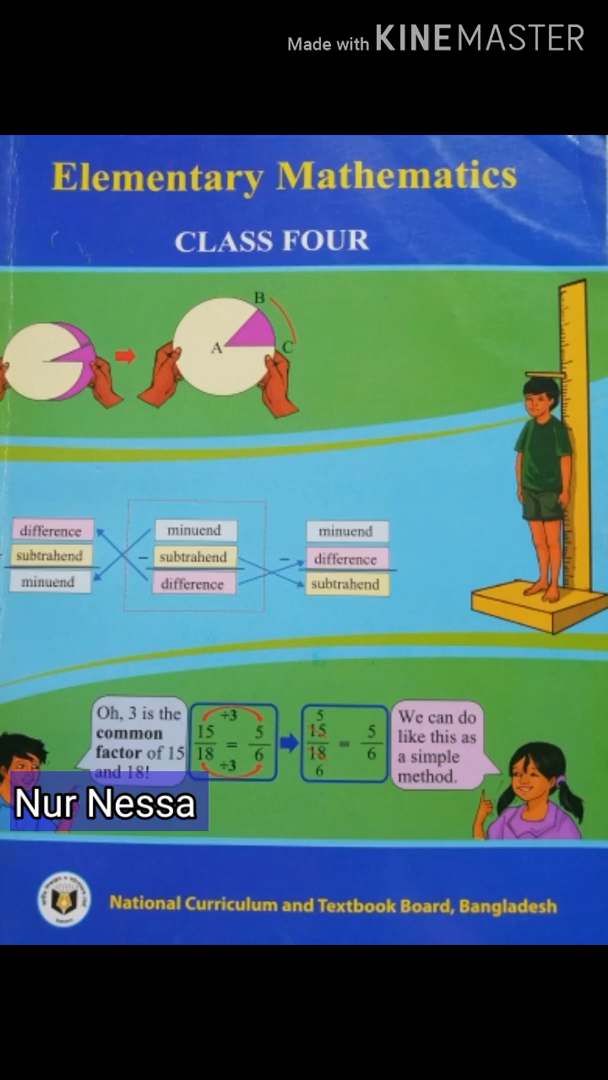 Made with KINEMASTER
Elementary Mathematics
CLASS FOUR
B
A
C
difference
subtrahend
minuend
minuend
− subtrahend
difference
minuend
− difference
subtrahend
Oh, 3 is the
common
factor of 15
and 18!
÷3
15 5
=
18 6
÷3
5
15 5
=
18 6
6
We can do
like this as
a simple
method.
Nur Nessa
National Curriculum and Textbook Board, Bangladesh